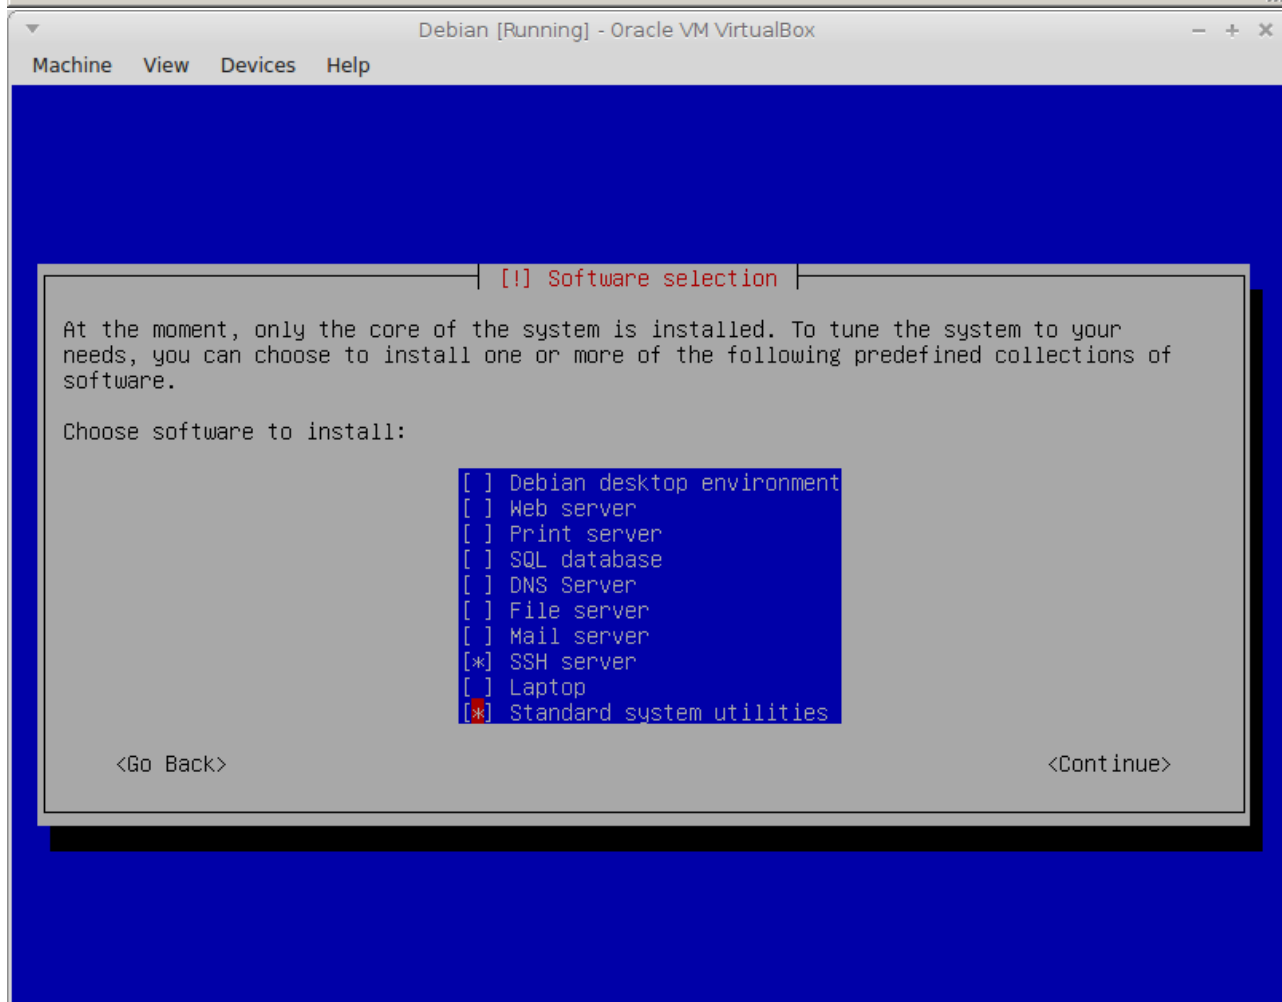 Debian [Running] - Oracle VM VirtualBox
Machine View Devices Help
[!] Software selection
At the moment, only the core of the system is installed. To tune the system to your
needs, you can choose to install one or more of the following predefined collections of
software.
Choose software to install:
[ ] Debian desktop environment
[ ] Web server
[ ] Print server
[ ] SQL database
[ ] DNS Server
[ ] File server
[ ] Mail server
[*] SSH server
[ ] Laptop
[*] Standard system utilities
<Go Back> <Continue>